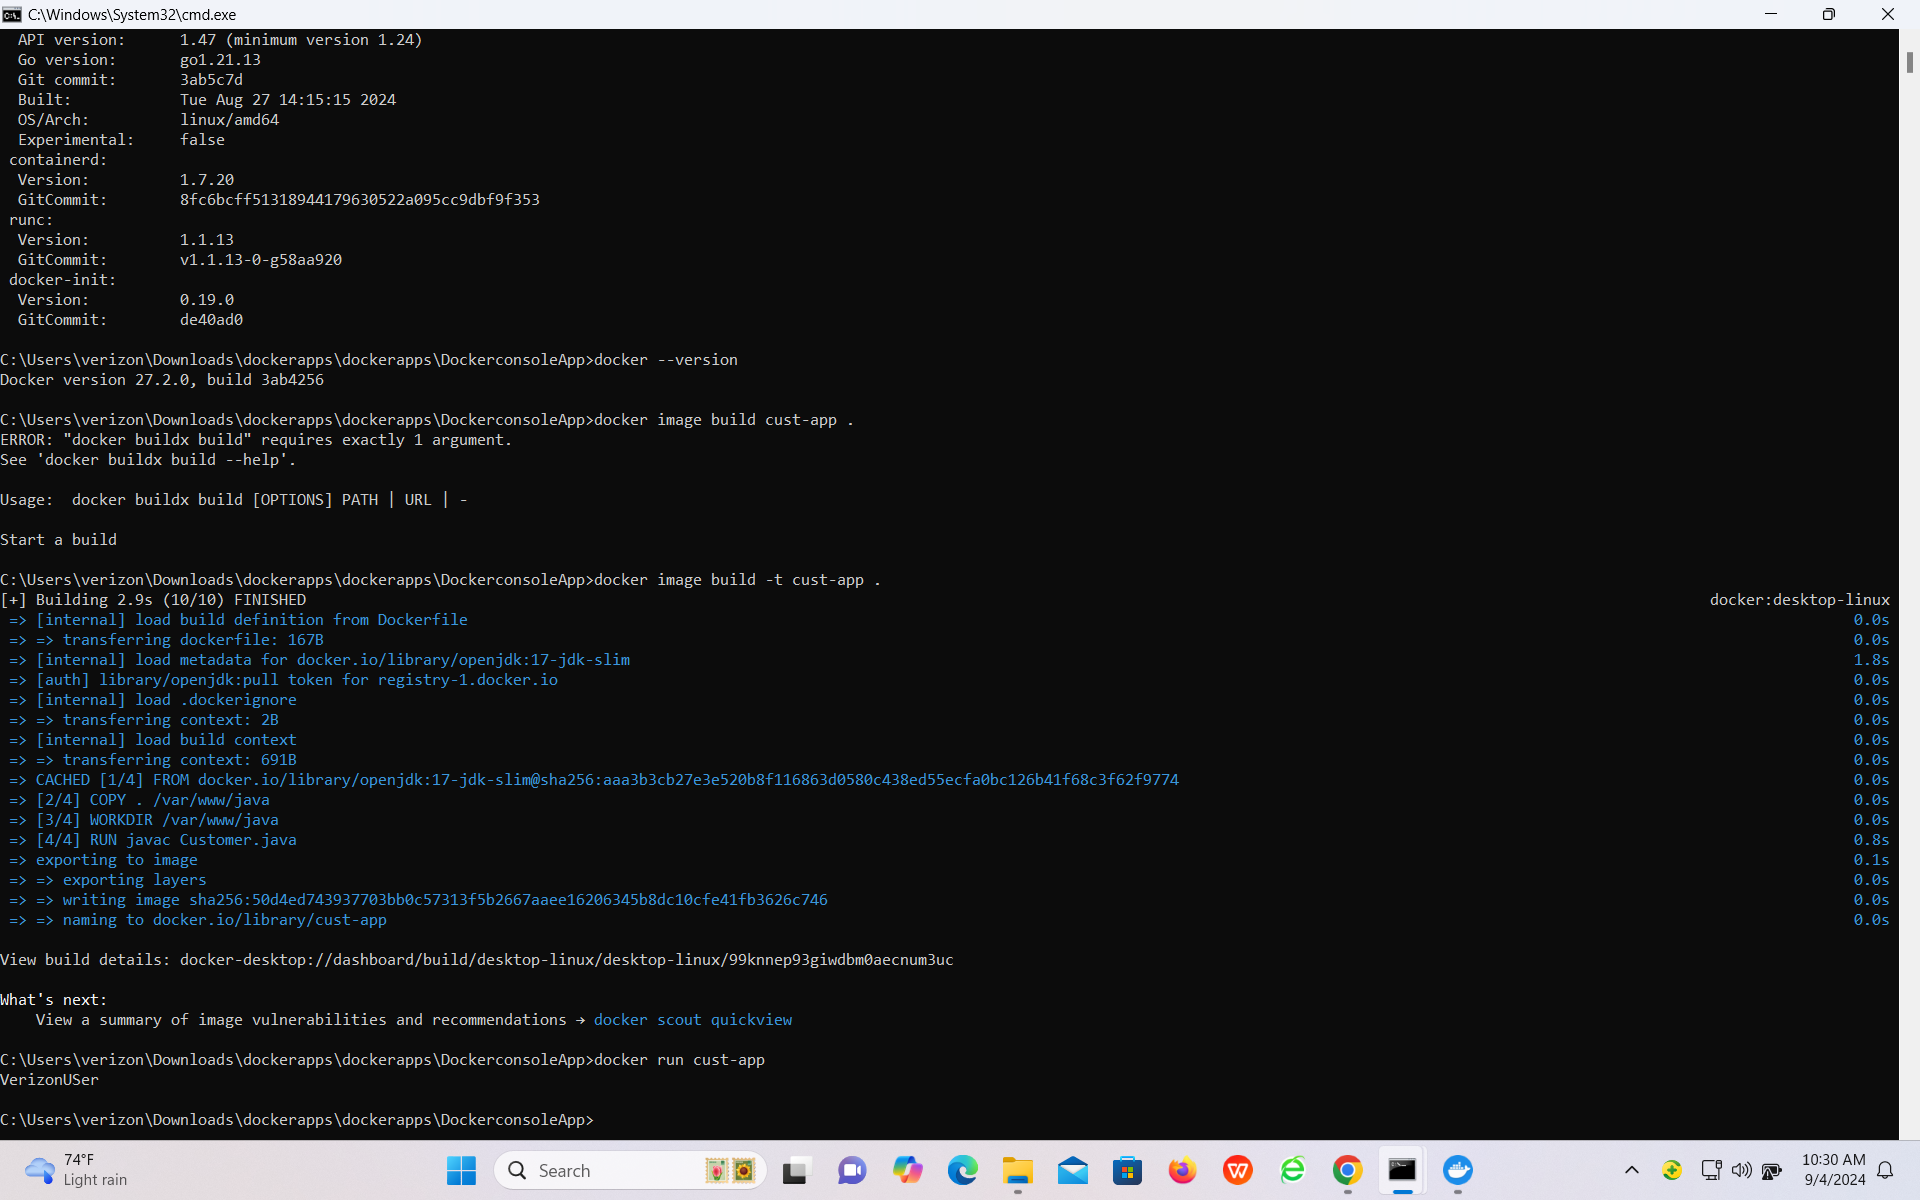 C:\Windows\System32\cmd.exe
API version: 1.47 (minimum version 1.24)
Go version: go1.21.13
Git commit: 3ab5c7d
Built: Tue Aug 27 14:15:15 2024
OS/Arch: linux/amd64
Experimental: false
containerd:
Version: 1.7.20
GitCommit: 8fc6bcff51318944179630522a095cc9dbf9f353
runc:
Version: 1.1.13
GitCommit: v1.1.13-0-g58aa920
docker-init:
Version: 0.19.0
GitCommit: de40ad0
C:\Users\verizon\Downloads\dockerapps\dockerapps\DockerconsoleApp>docker --version
Docker version 27.2.0, build 3ab4256
C:\Users\verizon\Downloads\dockerapps\dockerapps\DockerconsoleApp>docker image build cust-app .
ERROR: "docker buildx build" requires exactly 1 argument.
See 'docker buildx build --help'.
Usage:  docker buildx build [OPTIONS] PATH | URL | -
Start a build
C:\Users\verizon\Downloads\dockerapps\dockerapps\DockerconsoleApp>docker image build -t cust-app .
[+] Building 2.9s (10/10) FINISHED docker:desktop-linux
=> [internal] load build definition from Dockerfile 0.0s
=> => transferring dockerfile: 167B 0.0s
=> [internal] load metadata for docker.io/library/openjdk:17-jdk-slim 1.8s
=> [auth] library/openjdk:pull token for registry-1.docker.io 0.0s
=> [internal] load .dockerignore 0.0s
=> => transferring context: 2B 0.0s
=> [internal] load build context 0.0s
=> => transferring context: 691B 0.0s
=> CACHED [1/4] FROM docker.io/library/openjdk:17-jdk-slim@sha256:aaa3b3cb27e3e520b8f116863d0580c438ed55ecfa0bc126b41f68c3f62f9774 0.0s
=> [2/4] COPY . /var/www/java 0.0s
=> [3/4] WORKDIR /var/www/java 0.0s
=> [4/4] RUN javac Customer.java 0.8s
=> exporting to image 0.1s
=> => exporting layers 0.0s
=> => writing image sha256:50d4ed743937703bb0c57313f5b2667aaee16206345b8dc10cfe41fb3626c746 0.0s
=> => naming to docker.io/library/cust-app 0.0s
View build details: docker-desktop://dashboard/build/desktop-linux/desktop-linux/99knnep93giwdbm0aecnum3uc
What's next:
View a summary of image vulnerabilities and recommendations → docker scout quickview
C:\Users\verizon\Downloads\dockerapps\dockerapps\DockerconsoleApp>docker run cust-app
VerizonUSer
C:\Users\verizon\Downloads\dockerapps\dockerapps\DockerconsoleApp>
74°F
Light rain
Search
10:30 AM
9/4/2024